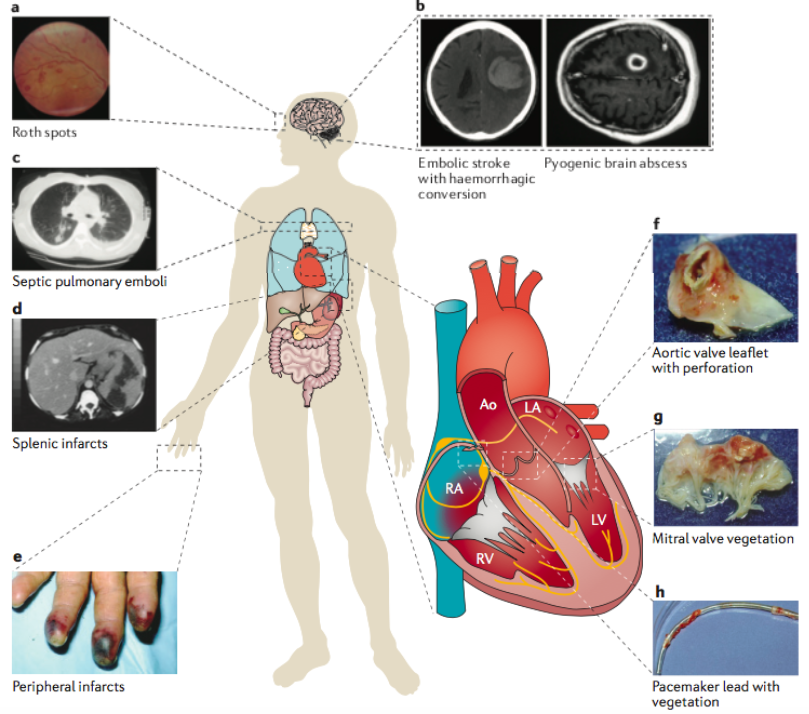 a
Roth spots
b
Embolic stroke
with haemorrhagic
conversion
Pyogenic brain abscess
c
Septic pulmonary emboli
d
Splenic infarcts
e
Peripheral infarcts
Ao
LA
RA
LV
RV
f
Aortic valve leaflet
with perforation
g
Mitral valve vegetation
h
Pacemaker lead with
vegetation